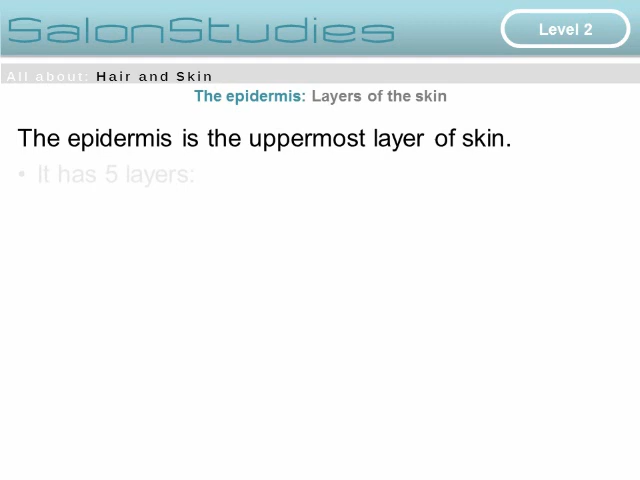 SalonStudies
Level 2
All about: Hair and Skin
The epidermis: Layers of the skin
The epidermis is the uppermost layer of skin.
• It has 5 layers: